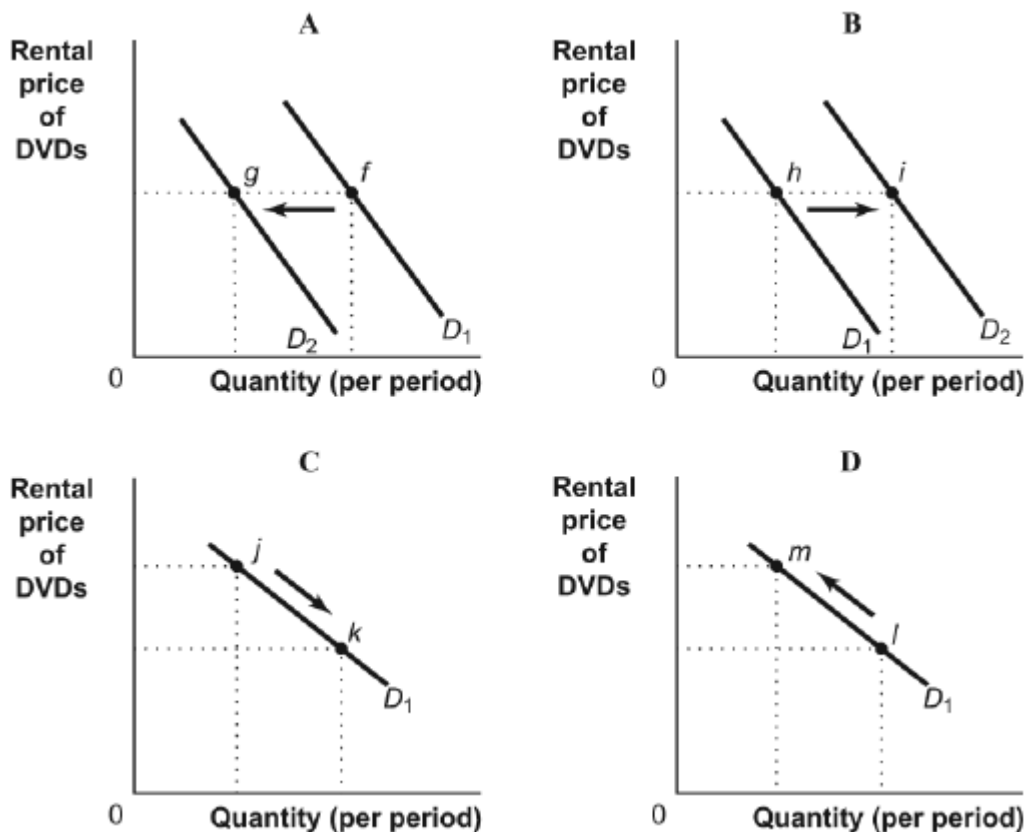 A
Rental
price
of
DVDs
g
f
D₂
D₁
0
Quantity (per period)
B
Rental
price
of
DVDs
h
i
D₁
D₂
0
Quantity (per period)
C
Rental
price
of
DVDs
j
k
D₁
0
Quantity (per period)
D
Rental
price
of
DVDs
m
l
D₁
0
Quantity (per period)